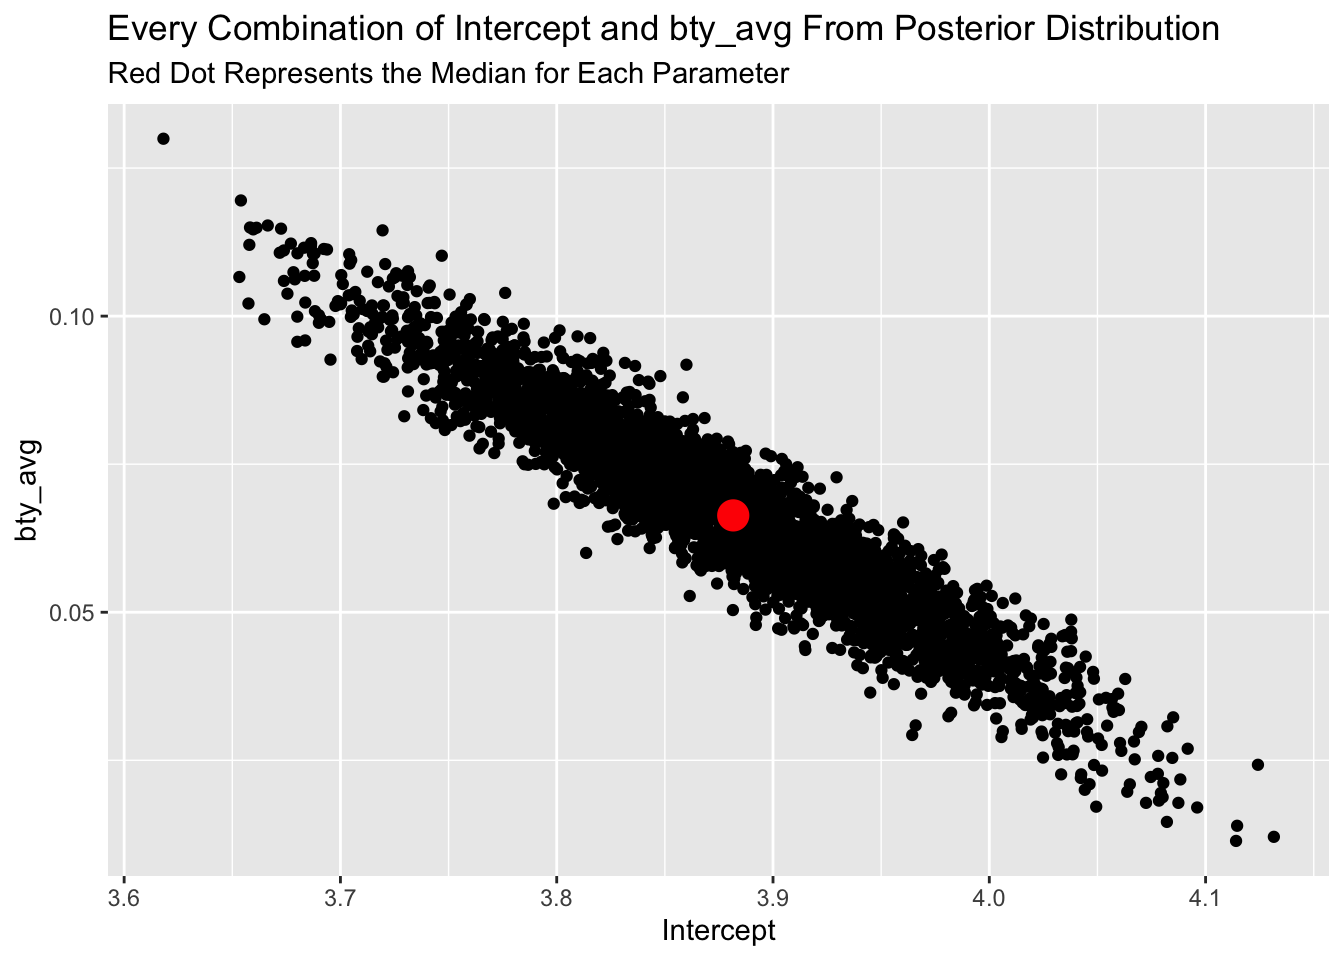 Every Combination of Intercept and bty_avg From Posterior Distribution
Red Dot Represents the Median for Each Parameter
bty_avg
0.10
0.05
3.6 3.7 3.8 3.9 4.0 4.1
Intercept